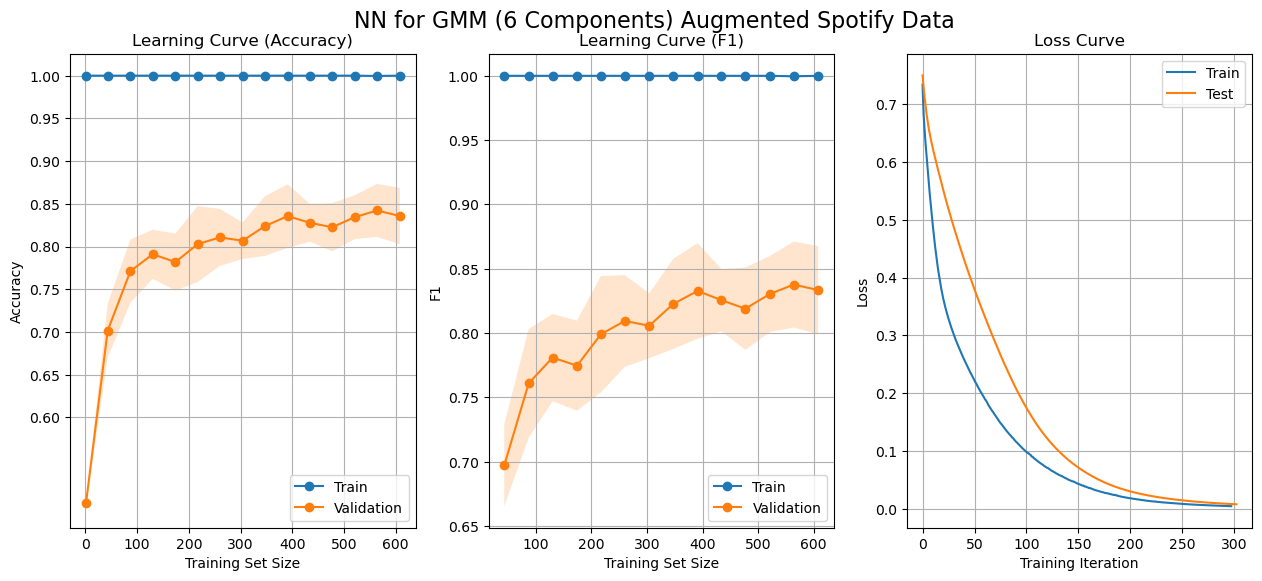 NN for GMM (6 Components) Augmented Spotify Data
Learning Curve (Accuracy)
Accuracy
1.00
0.95
0.90
0.85
0.80
0.75
0.70
0.65
0.60
0 100 200 300 400 500 600
Training Set Size
Train
Validation
Learning Curve (F1)
F1
1.00
0.95
0.90
0.85
0.80
0.75
0.70
0.65
100 200 300 400 500 600
Training Set Size
Train
Validation
Loss Curve
Loss
0.7
0.6
0.5
0.4
0.3
0.2
0.1
0.0
0 50 100 150 200 250 300
Training Iteration
Train
Test